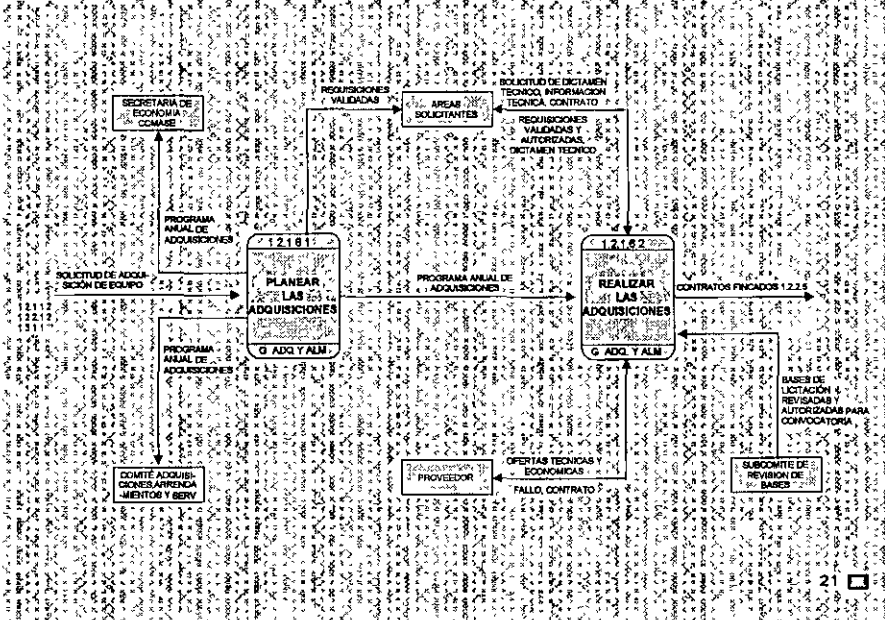 REQUISICIONES
VALIDADAS
SOLICITUD DE DICTAMEN
TECNICO, INFORMACION
TECNICA, CONTRATO
SECRETARIA DE
ECONOMIA
COMASE
AREAS
SOLICITANTES
REQUISICIONES
VALIDADAS Y
AUTORIZADAS,
DICTAMEN TECNICO
PROGRAMA
ANUAL DE
ADQUISICIONES
1.2.1.6.1
1.2.1.6.2
SOLICITUD DE ADQUI-
SICIÓN DE EQUIPO
PLANEAR
LAS
ADQUISICIONES
PROGRAMA ANUAL DE
ADQUISICIONES
REALIZAR
LAS
ADQUISICIONES
CONTRATOS FINCADOS 1.2.2.5
G ADQ. Y ALM
G ADQ. Y ALM
PROGRAMA
ANUAL DE
ADQUISICIONES
BASES DE
LICITACIÓN
REVISADAS Y
AUTORIZADAS PARA
CONVOCATORIA
COMITÉ ADQUISI-
CIONES, ARRENDA
-MIENTOS Y SERV
PROVEEDOR
OFERTAS TECNICAS Y
ECONOMICAS
FALLO, CONTRATO
SUBCOMITE DE
REVISION DE
BASES
21